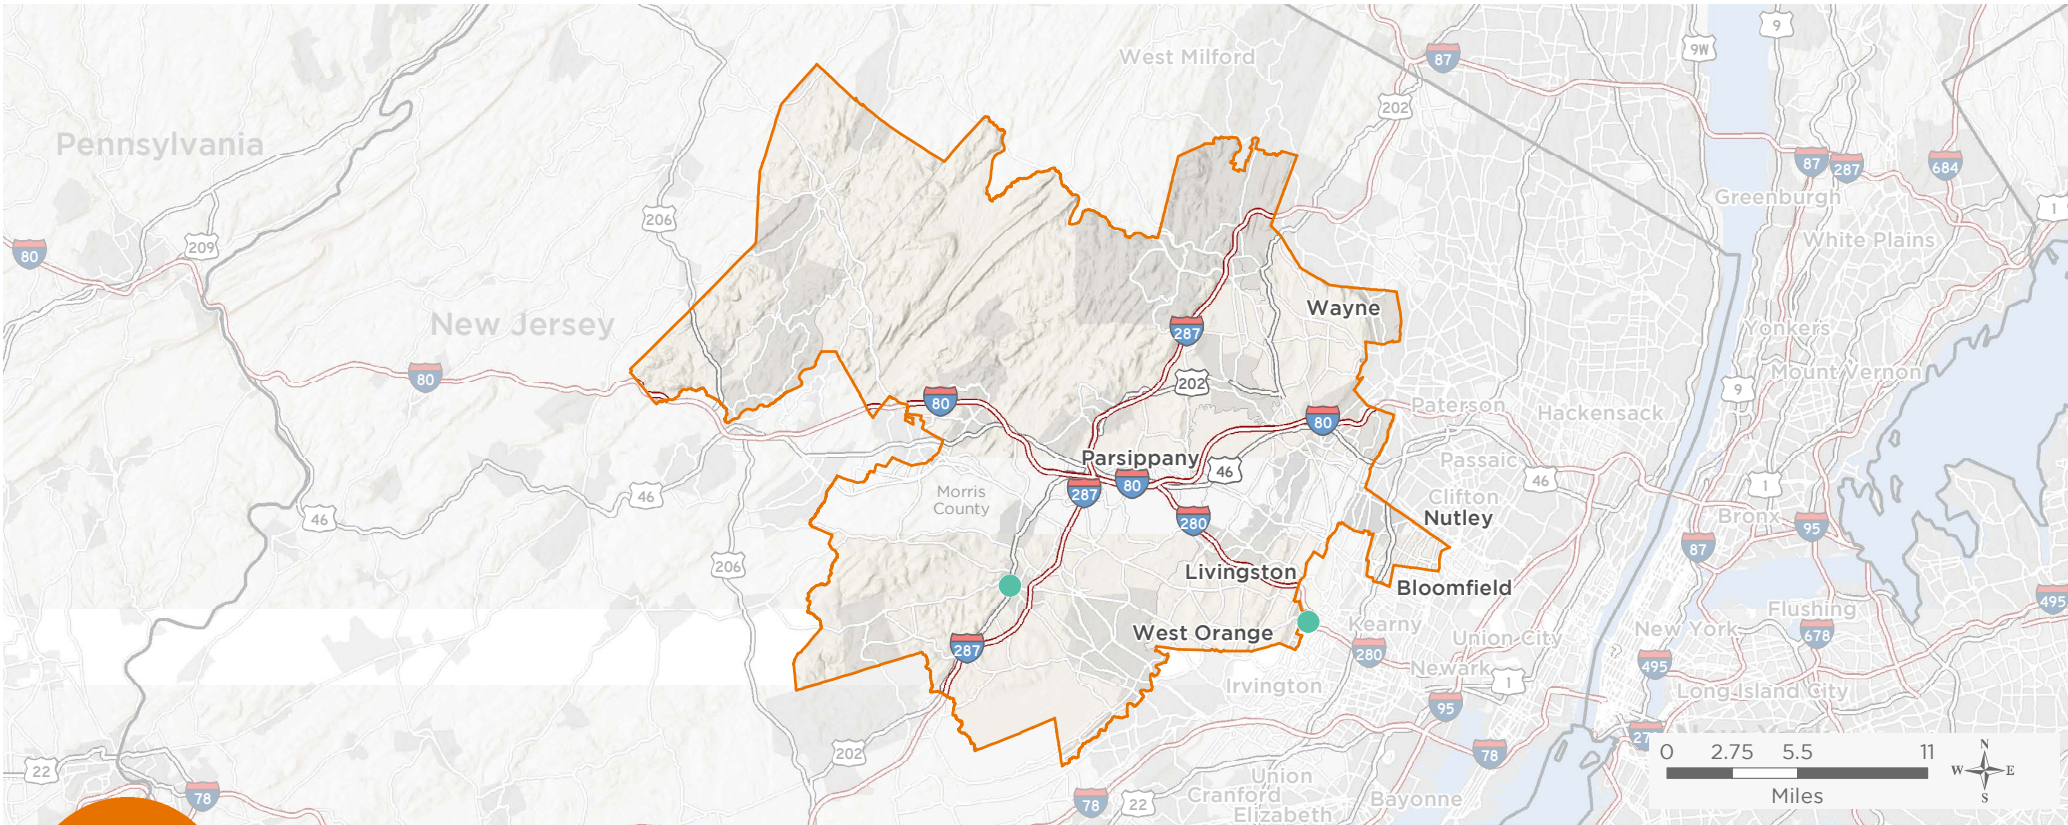 9
9W
West Milford
87
202
Pennsylvania
87
287
684
Greenburgh
1
206
209
White Plains
80
Wayne
New Jersey
287
Yonkers
80
202
Mount Vernon
9
80
Paterson
Hackensack
80
Parsippany
46
Passaic
46
80
1
287
Morris
County
46
46
Clifton
Nutley
280
Bronx
95
87
206
Livingston
Bloomfield
495
Flushing
Kearny
West Orange
Union City
New York
678
287
280
Newark
495
1
Irvington
Long Island City
95
202
78
0 2.75 5.5 11
Miles
N
W E
S
22
78
Union
Cranford
78
22
Bayonne
Elizabeth